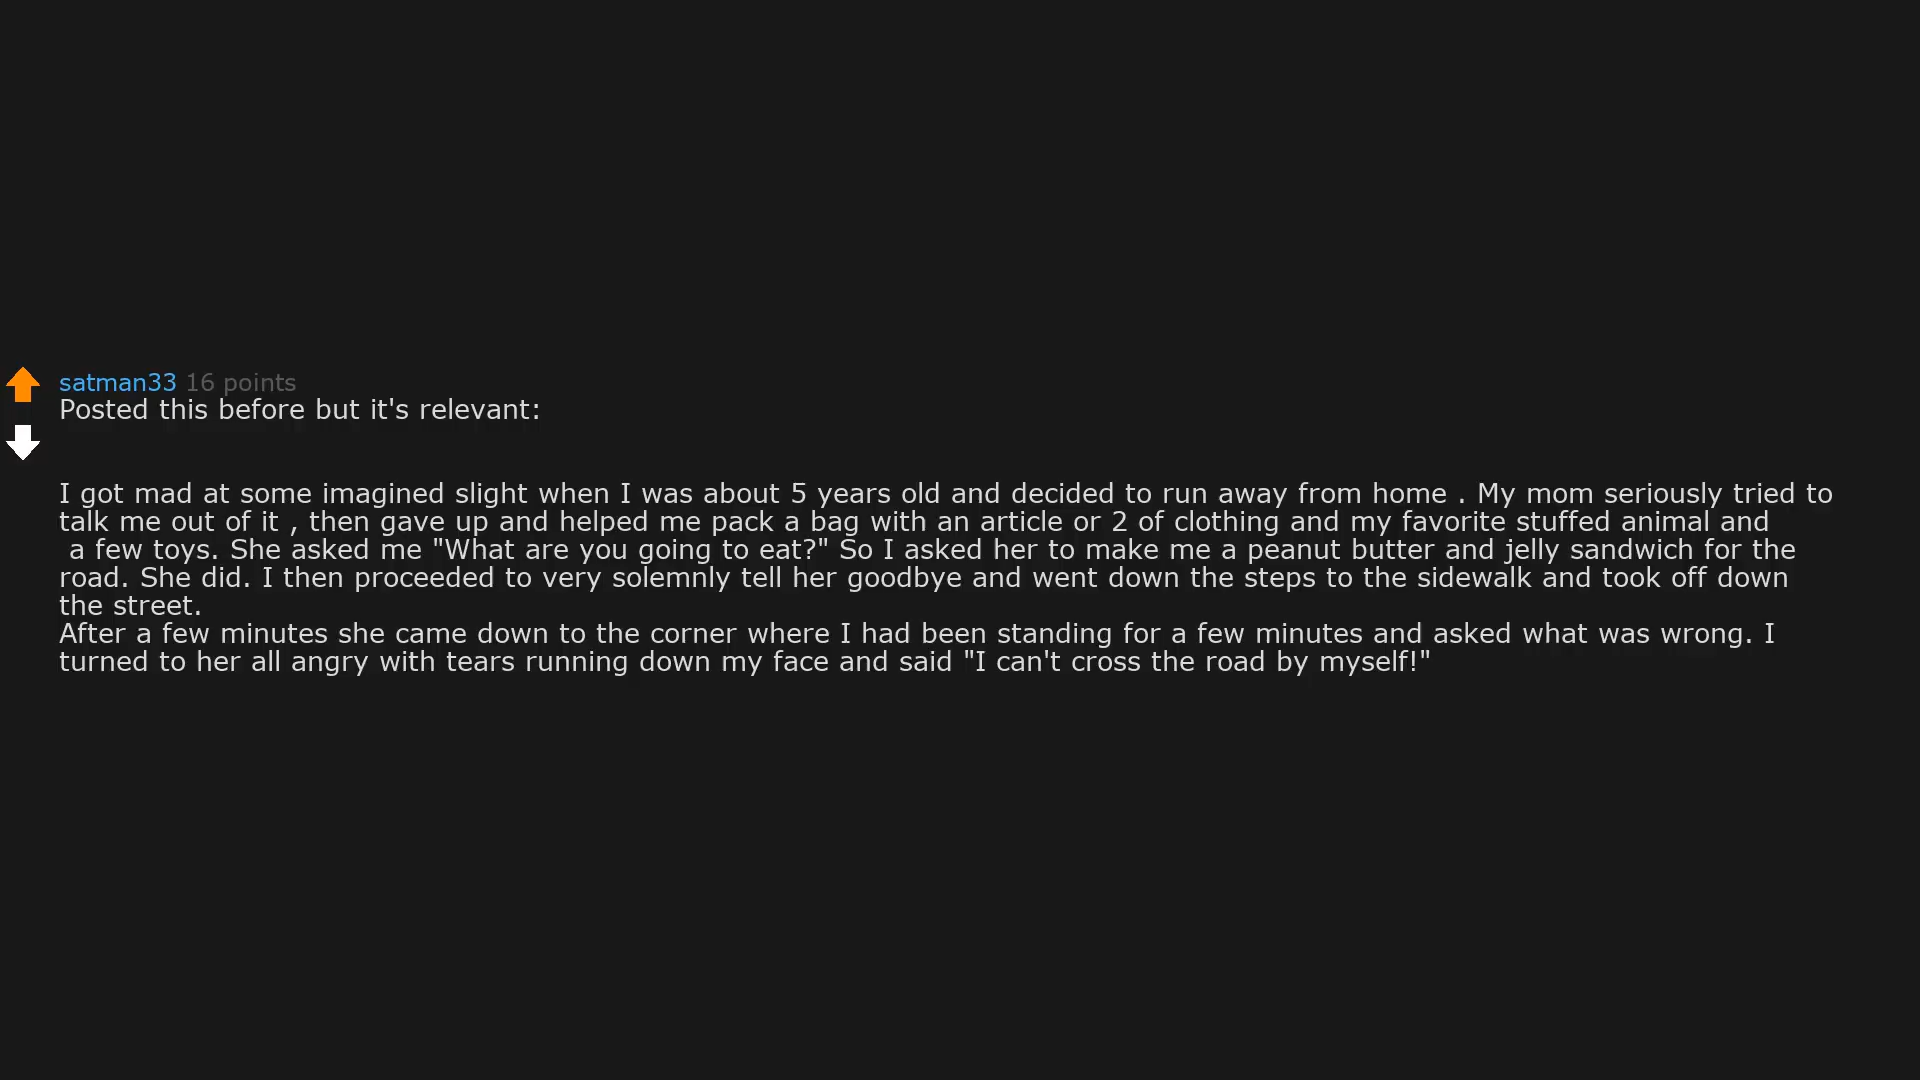 satman33 16 points
Posted this before but it's relevant:
I got mad at some imagined slight when I was about 5 years old and decided to run away from home . My mom seriously tried to
talk me out of it , then gave up and helped me pack a bag with an article or 2 of clothing and my favorite stuffed animal and
a few toys. She asked me "What are you going to eat?" So I asked her to make me a peanut butter and jelly sandwich for the
road. She did. I then proceeded to very solemnly tell her goodbye and went down the steps to the sidewalk and took off down
the street.
After a few minutes she came down to the corner where I had been standing for a few minutes and asked what was wrong. I
turned to her all angry with tears running down my face and said "I can't cross the road by myself!"